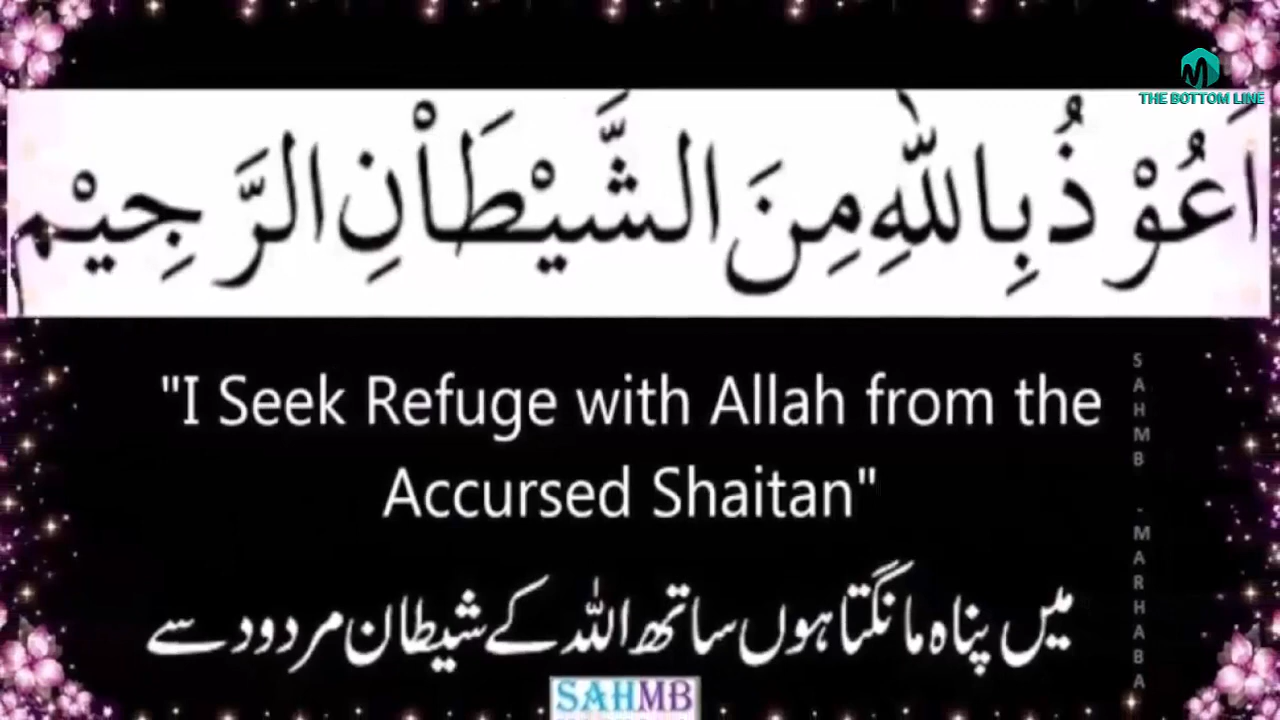 THE BOTTOM LINE
اَعُوْذُ بِاللّٰهِ مِنَ الشَّيْطَاْنِ الرَّجِيْم
"I Seek Refuge with Allah from the
Accursed Shaitan"
میں پناہ مانگتا ہوں ساتھ اللہ کے شیطان مردود سے
SAHMB - MARHABA
SAHMB